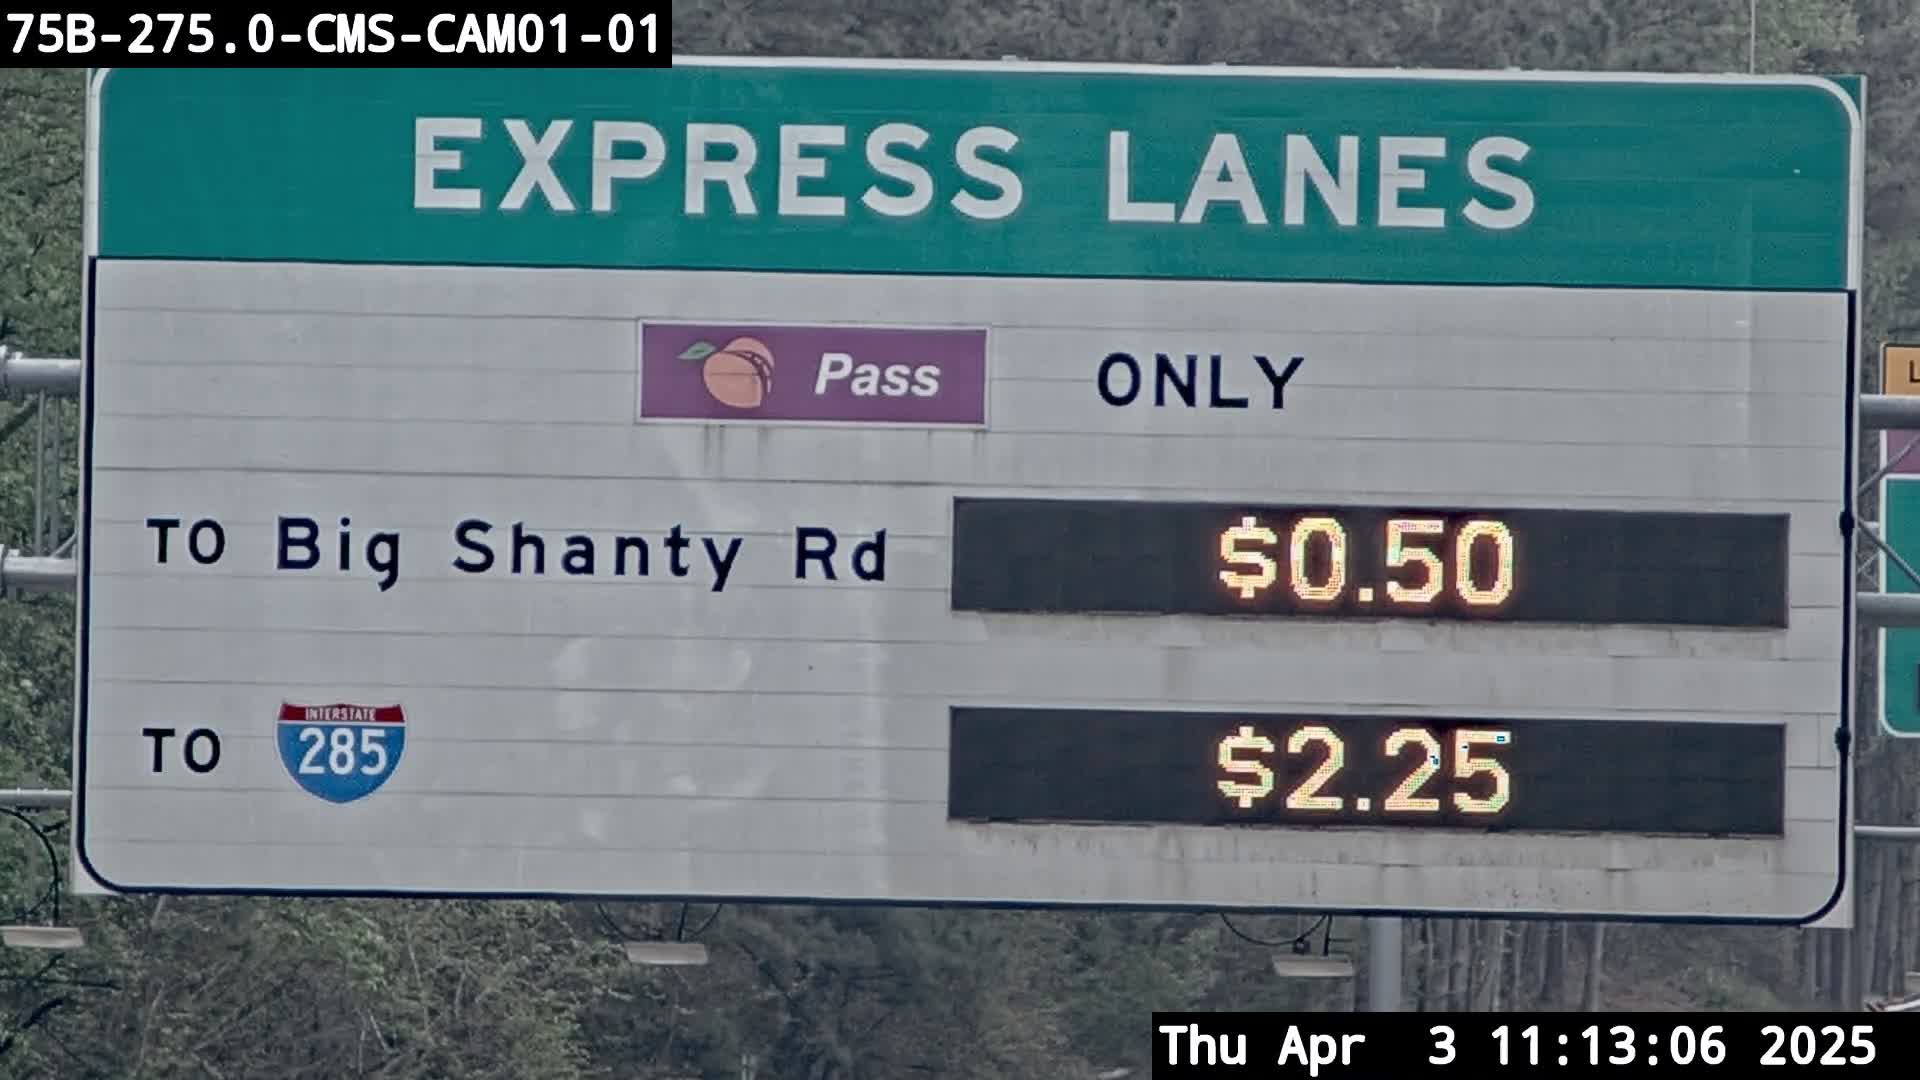 75B-275.0-CMS-CAM01-01
EXPRESS LANES
Pass ONLY
TO Big Shanty Rd $0.50
TO INTERSTATE 285 $2.25
Thu Apr 3 11:13:06 2025